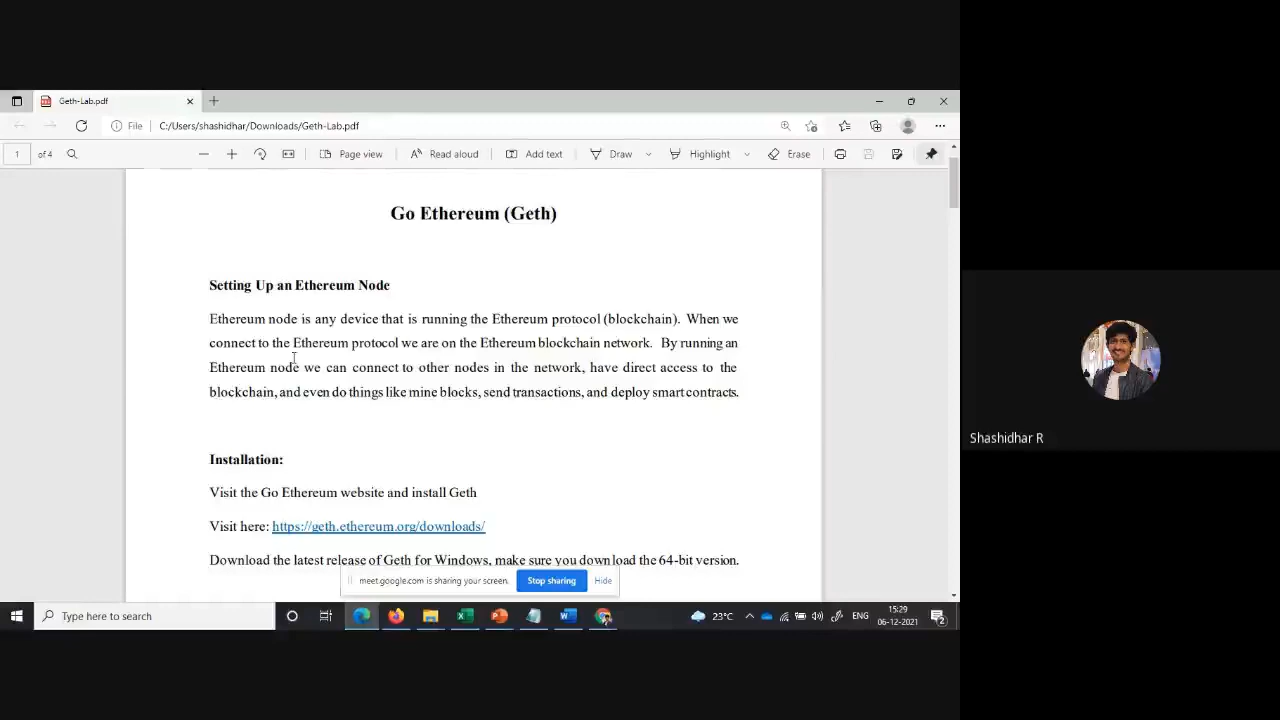 Geth-Lab.pdf
File
C:/Users/shashidhar/Downloads/Geth-Lab.pdf
1 of 4
Page view
Read aloud
Add text
Draw
Highlight
Erase
Go Ethereum (Geth)
Setting Up an Ethereum Node
Ethereum node is any device that is running the Ethereum protocol (blockchain). When we
connect to the Ethereum protocol we are on the Ethereum blockchain network. By running an
Ethereum node we can connect to other nodes in the network, have direct access to the
blockchain, and even do things like mine blocks, send transactions, and deploy smart contracts.
Installation:
Visit the Go Ethereum website and install Geth
Visit here: https://geth.ethereum.org/downloads/
Download the latest release of Geth for Windows, make sure you download the 64-bit version.
meet.google.com is sharing your screen.
Stop sharing
Hide
Type here to search
23°C
ENG
15:29
06-12-2021
2
Shashidhar R